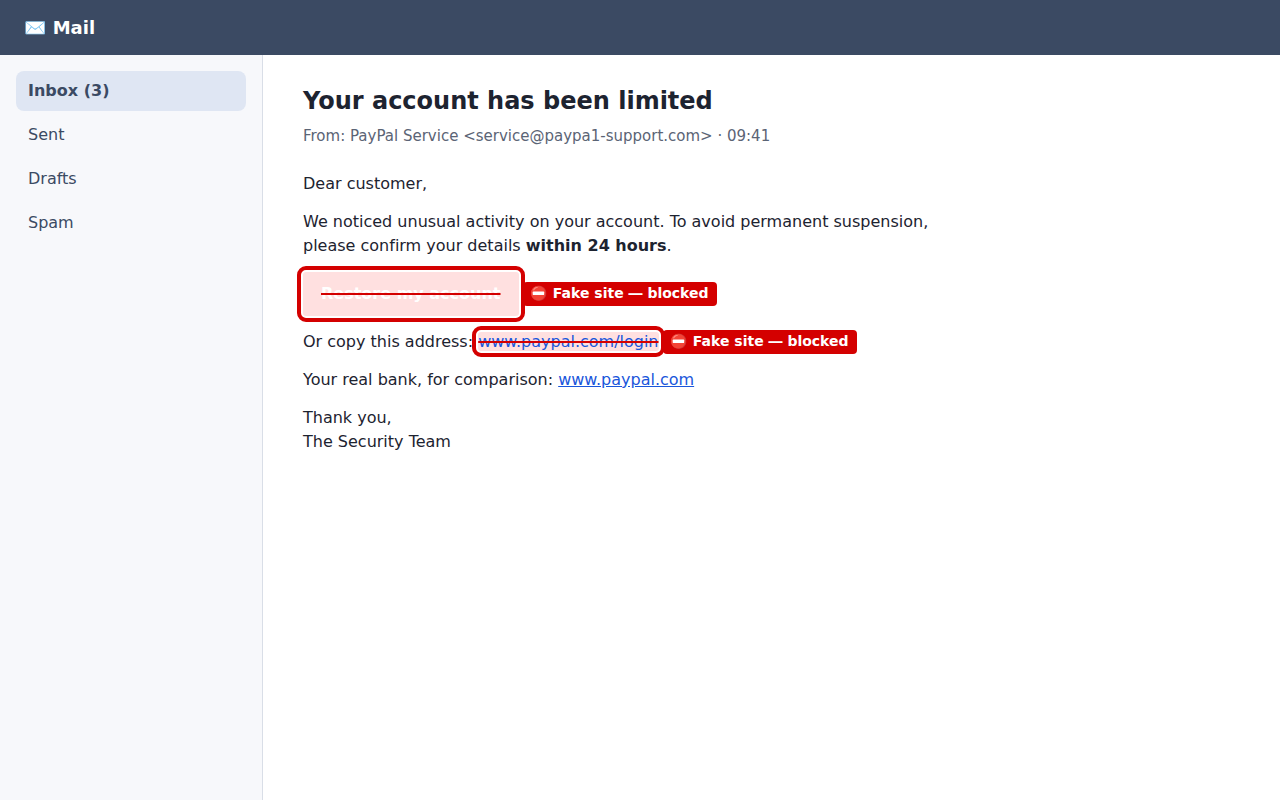 ✉️ Mail
Inbox (3)
Sent
Drafts
Spam
Your account has been limited
From: PayPal Service <service@paypa1-support.com> · 09:41
Dear customer,
We noticed unusual activity on your account. To avoid permanent suspension,
please confirm your details within 24 hours.
Restore my account ⛔ Fake site — blocked
Or copy this address: www.paypal.com/login ⛔ Fake site — blocked
Your real bank, for comparison: www.paypal.com
Thank you,
The Security Team